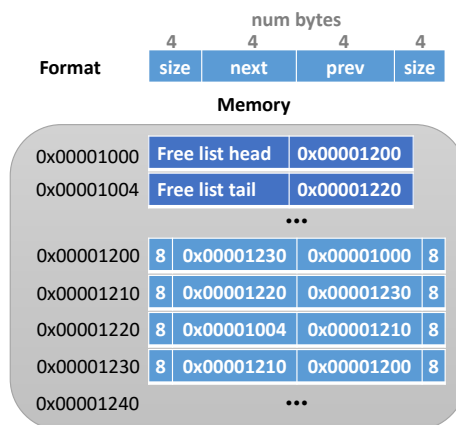 num bytes
4 4 4 4
Format size next prev size
Memory
0x00001000 Free list head 0x00001200
0x00001004 Free list tail 0x00001220
...
0x00001200 8 0x00001230 0x00001000 8
0x00001210 8 0x00001220 0x00001230 8
0x00001220 8 0x00001004 0x00001210 8
0x00001230 8 0x00001210 0x00001200 8
0x00001240 ...